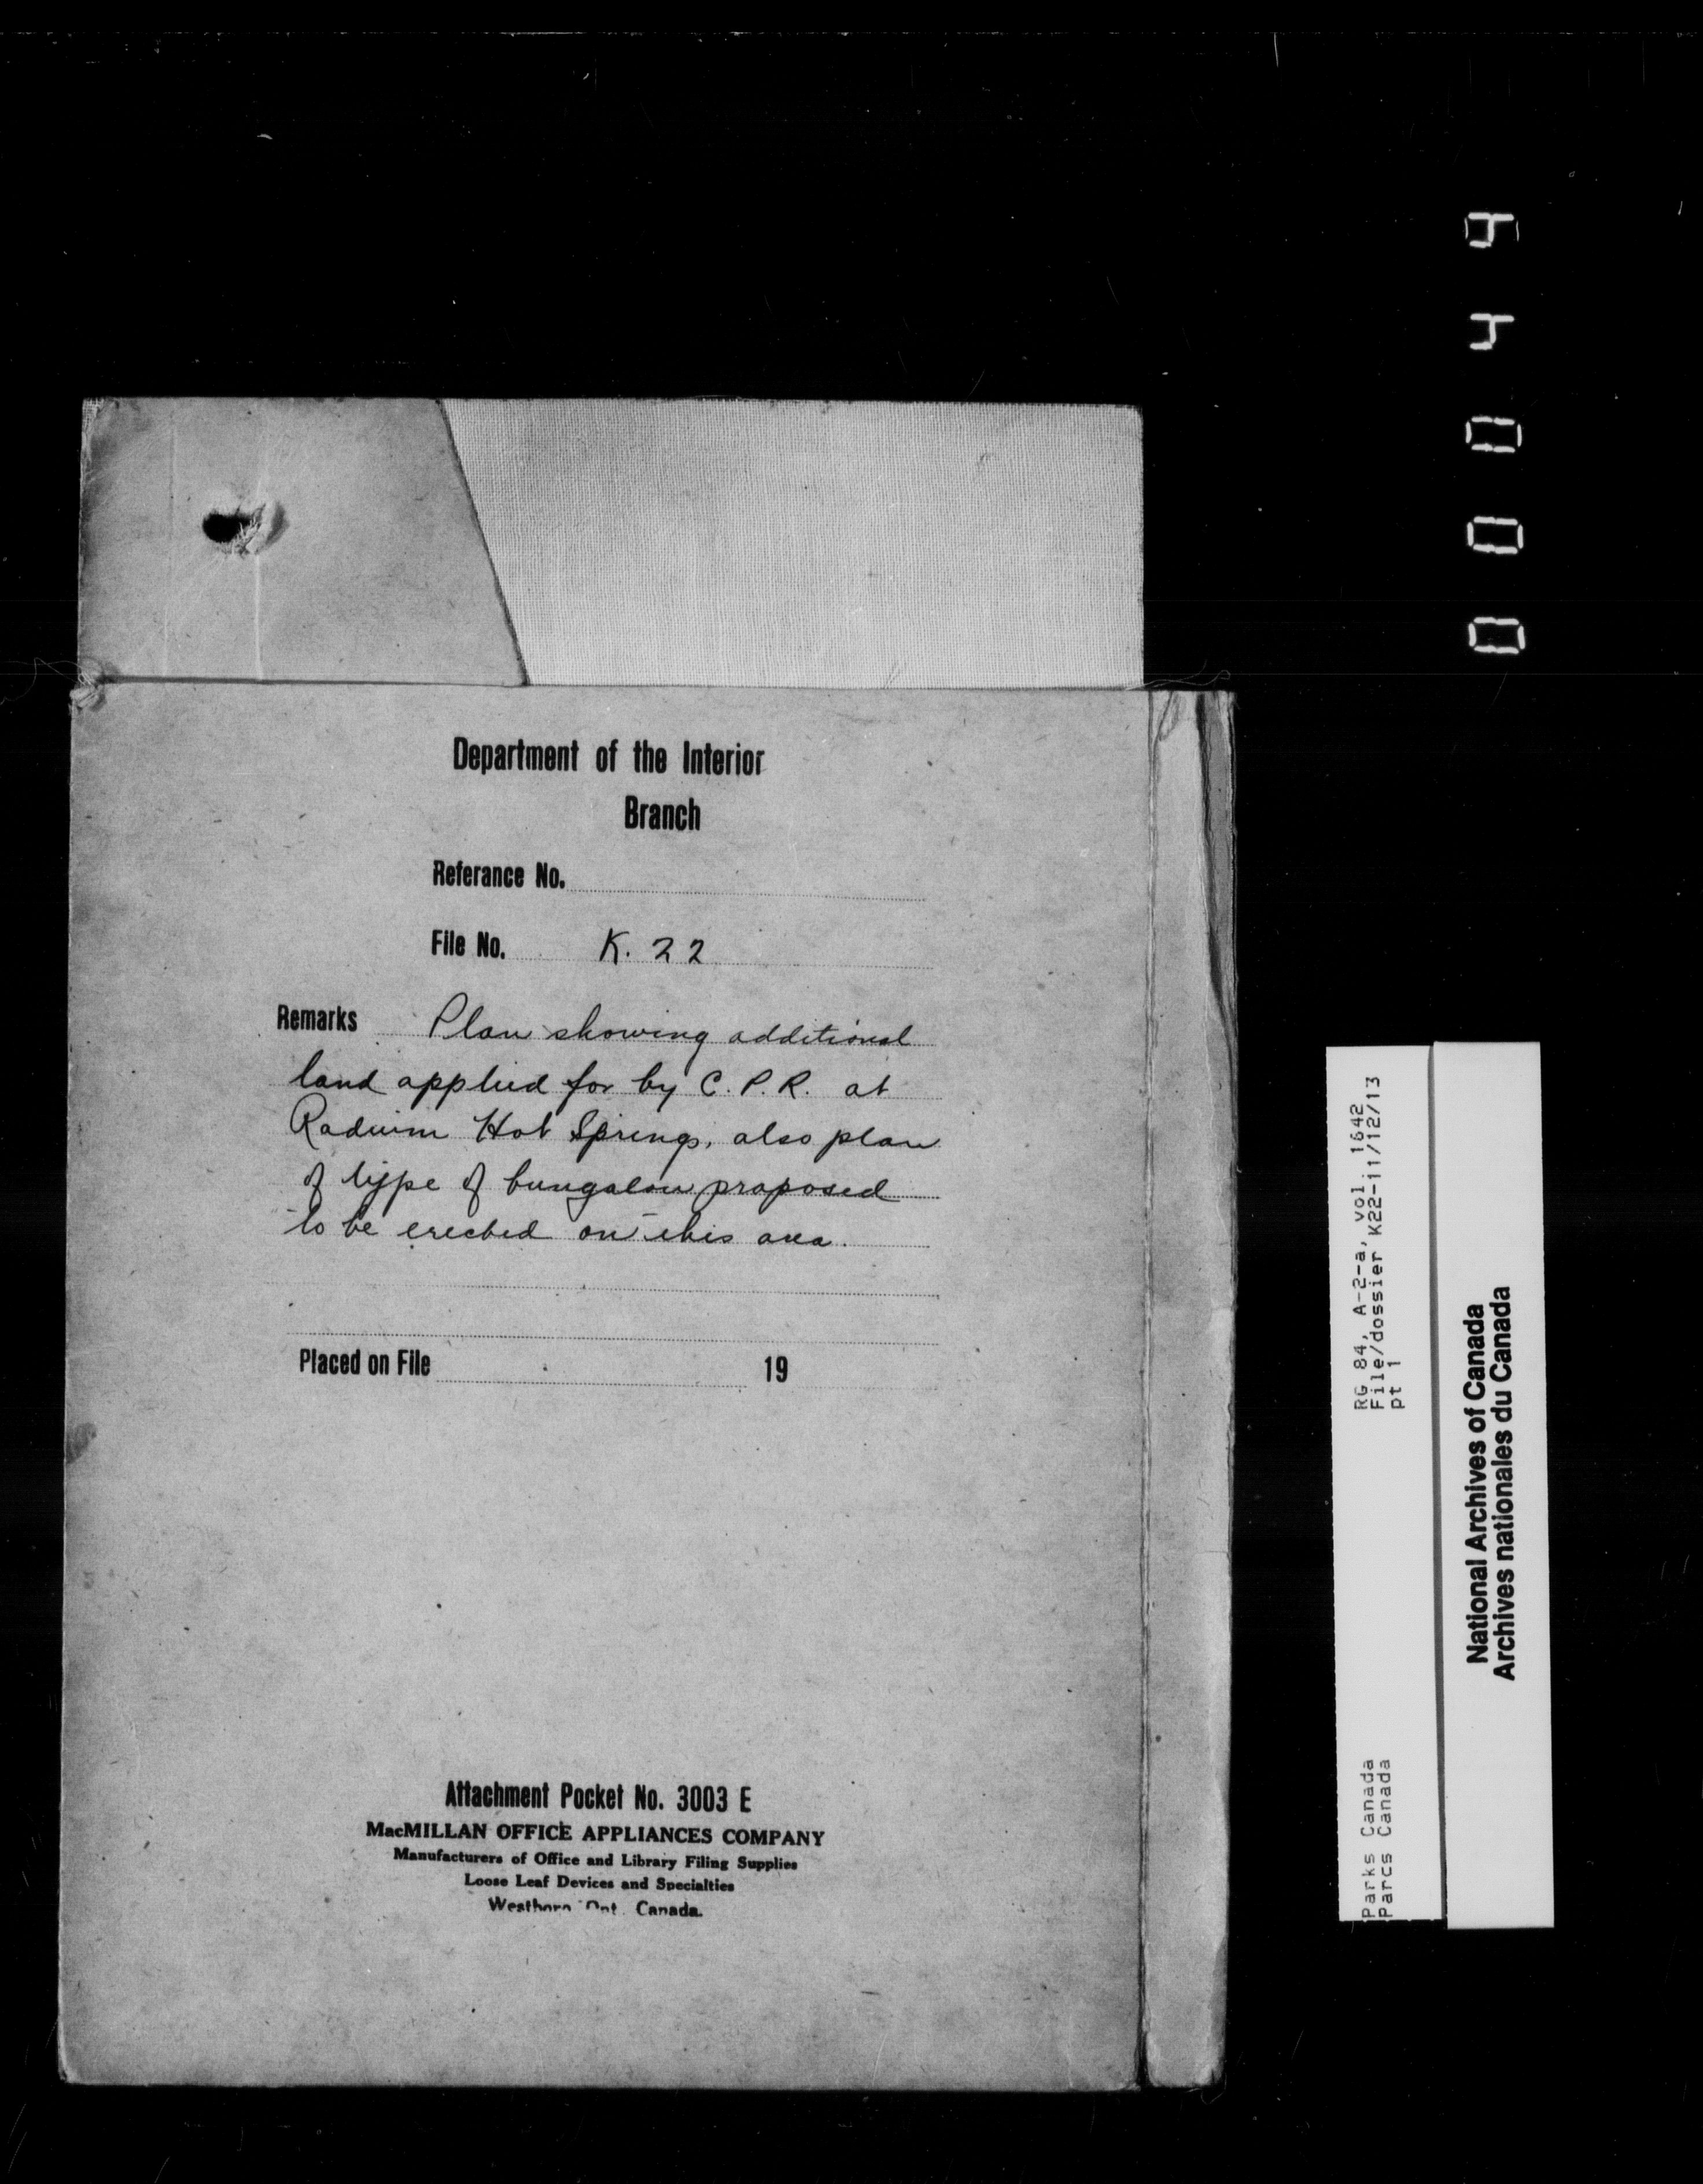 Department of the Interior
Branch
Referance No.
File No. K. 22
Remarks Plan showing additional
land applied for by C.P.R. at
Radium Hot Springs, also plan
of type of bungalow proposed
to be erected on this area.
Placed on File 19
Attachment Pocket No. 3003 E
MacMILLAN OFFICE APPLIANCES COMPANY
Manufacturers of Office and Library Filing Supplies
Loose Leaf Devices and Specialties
Westboro Ont. Canada.
RG 84, A-2-a, vol. 1642
File/dossier K22-11/12/13
pt 1
Parks Canada
Parcs Canada
National Archives of Canada
Archives nationales du Canada